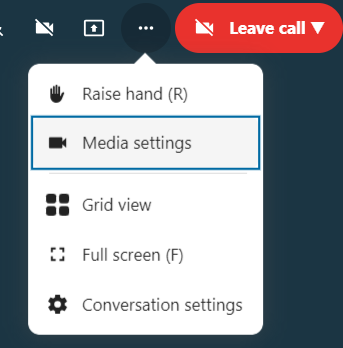 Leave call
Raise hand (R)
Media settings
Grid view
Full screen (F)
Conversation settings